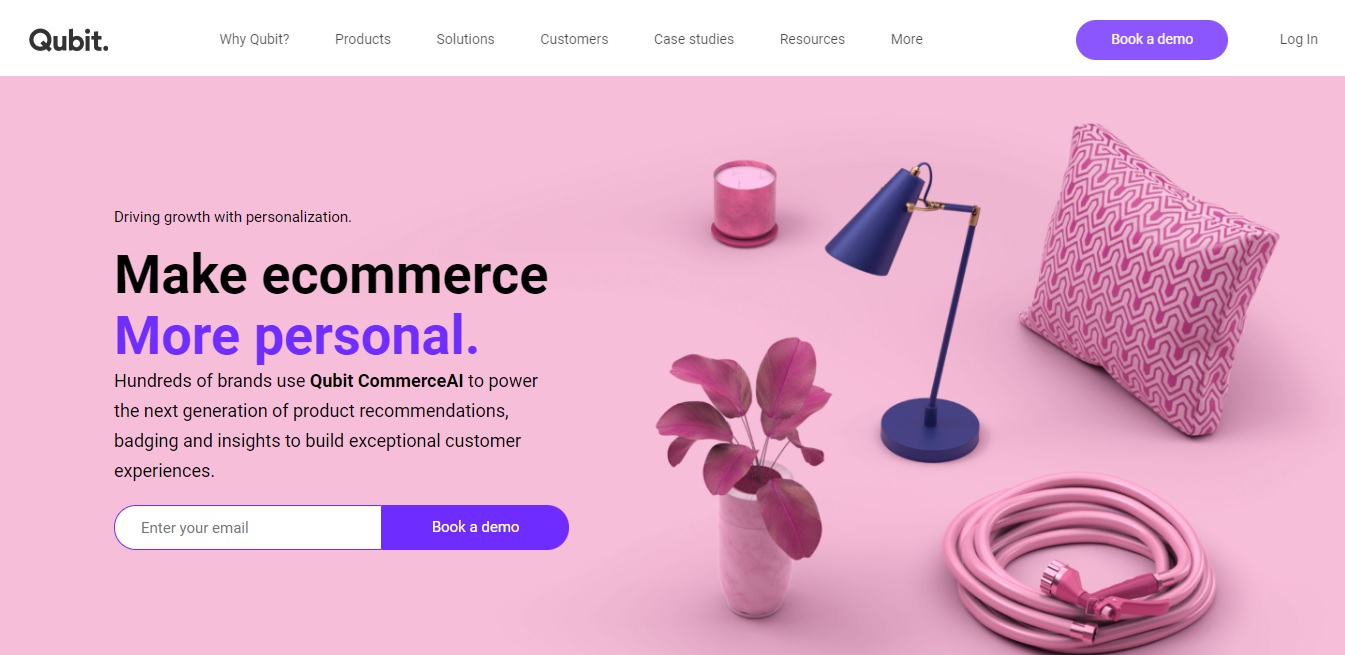 Qubit.
Why Qubit?
Products
Solutions
Customers
Case studies
Resources
More
Book a demo
Log In
Driving growth with personalization.
Make ecommerce
More personal.
Hundreds of brands use Qubit CommerceAI to power
the next generation of product recommendations,
badging and insights to build exceptional customer
experiences.
Enter your email
Book a demo